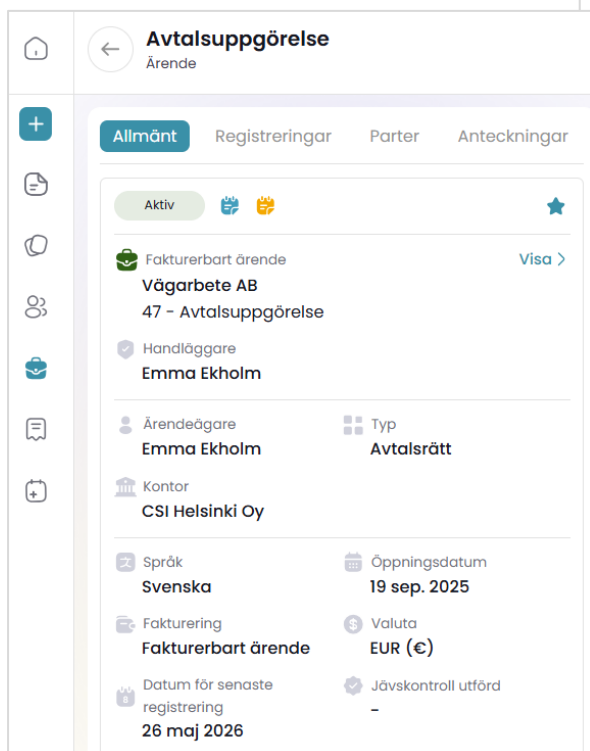 Avtalsuppgörelse
Ärende
Allmänt Registreringar Parter Anteckningar
Aktiv
Fakturerbart ärende Visa >
Vägarbete AB
47 - Avtalsuppgörelse
Handläggare
Emma Ekholm
Ärendeägare Typ
Emma Ekholm Avtalsrätt
Kontor
CSI Helsinki Oy
Språk Öppningsdatum
Svenska 19 sep. 2025
Fakturering Valuta
Fakturerbart ärende EUR (€)
Datum för senaste Jävskontroll utförd
registrering -
26 maj 2026